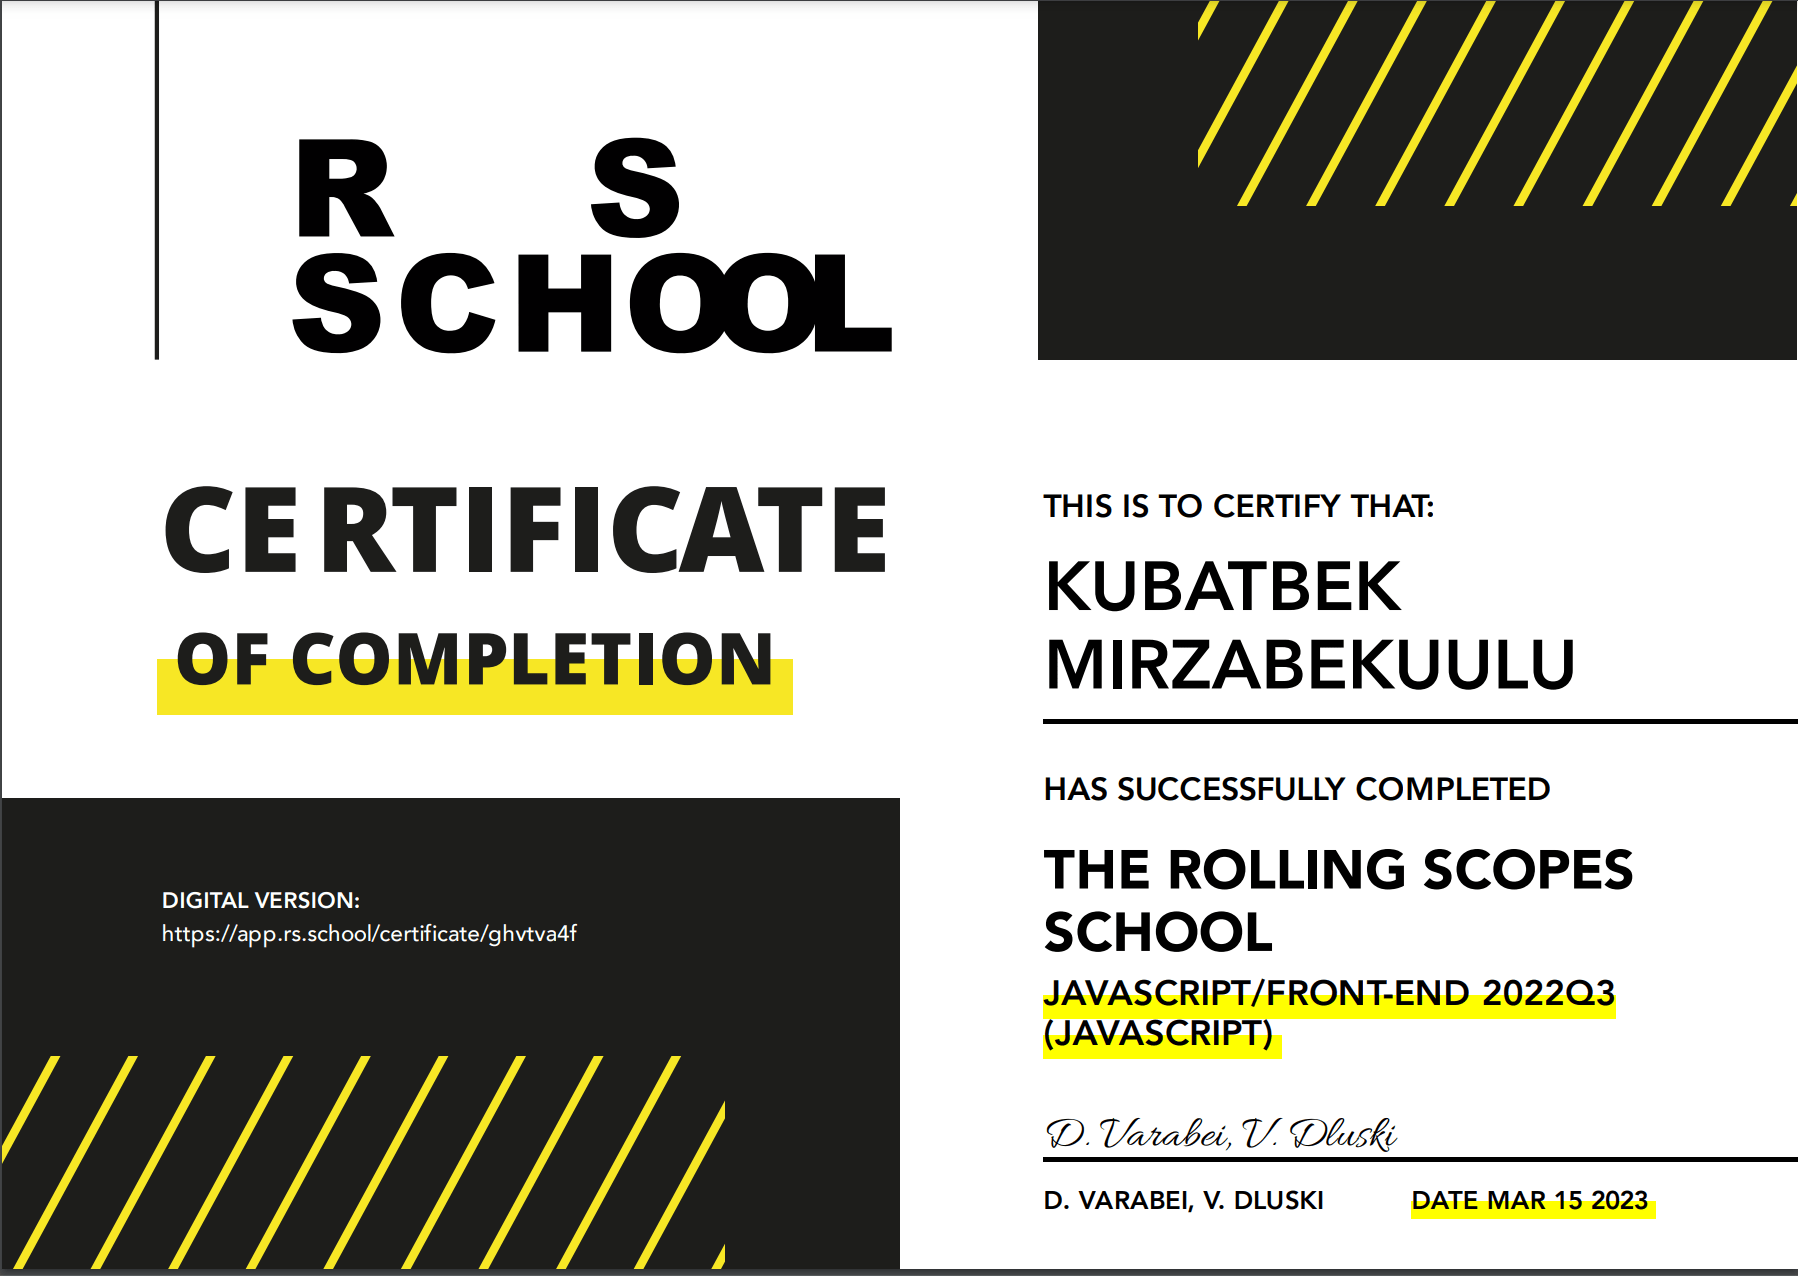 R S
SCHOOL
CERTIFICATE
OF COMPLETION
DIGITAL VERSION:
https://app.rs.school/certificate/ghvtva4f
THIS IS TO CERTIFY THAT:
KUBATBEK
MIRZABEKUULU
HAS SUCCESSFULLY COMPLETED
THE ROLLING SCOPES
SCHOOL
JAVASCRIPT/FRONT-END 2022Q3
(JAVASCRIPT)
D. Varabei, V. Dluski
D. VARABEI, V. DLUSKI DATE MAR 15 2023